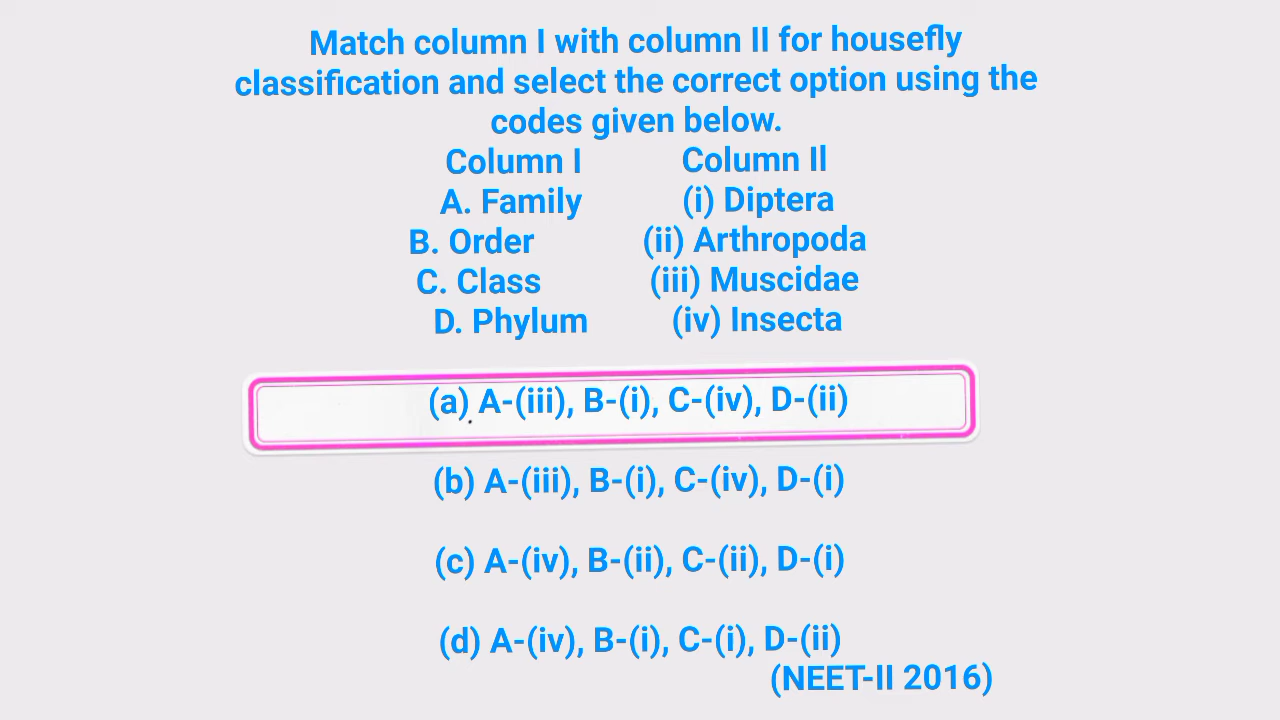 Match column I with column II for housefly
classification and select the correct option using the
codes given below.
Column I Column Il
A. Family (i) Diptera
B. Order (ii) Arthropoda
C. Class (iii) Muscidae
D. Phylum (iv) Insecta
(a) A-(iii), B-(i), C-(iv), D-(ii)
(b) A-(iii), B-(i), C-(iv), D-(i)
(c) A-(iv), B-(ii), C-(ii), D-(i)
(d) A-(iv), B-(i), C-(i), D-(ii)
(NEET-II 2016)